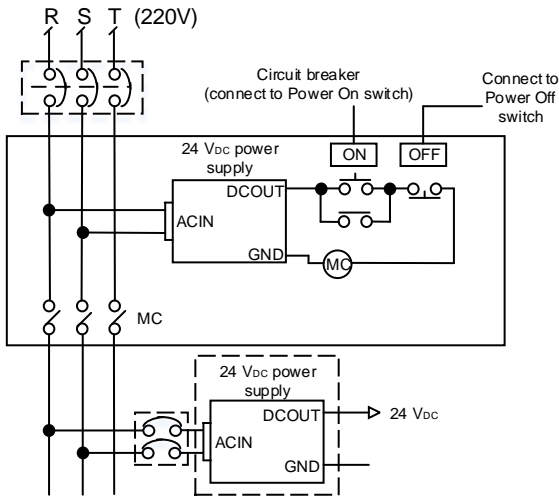 R S T (220V)
Circuit breaker
(connect to Power On switch)
Connect to
Power Off
switch
24 VDC power
supply
ON
OFF
DCOUT
ACIN
GND
MC
MC
24 VDC power
supply
DCOUT
24 VDC
ACIN
GND